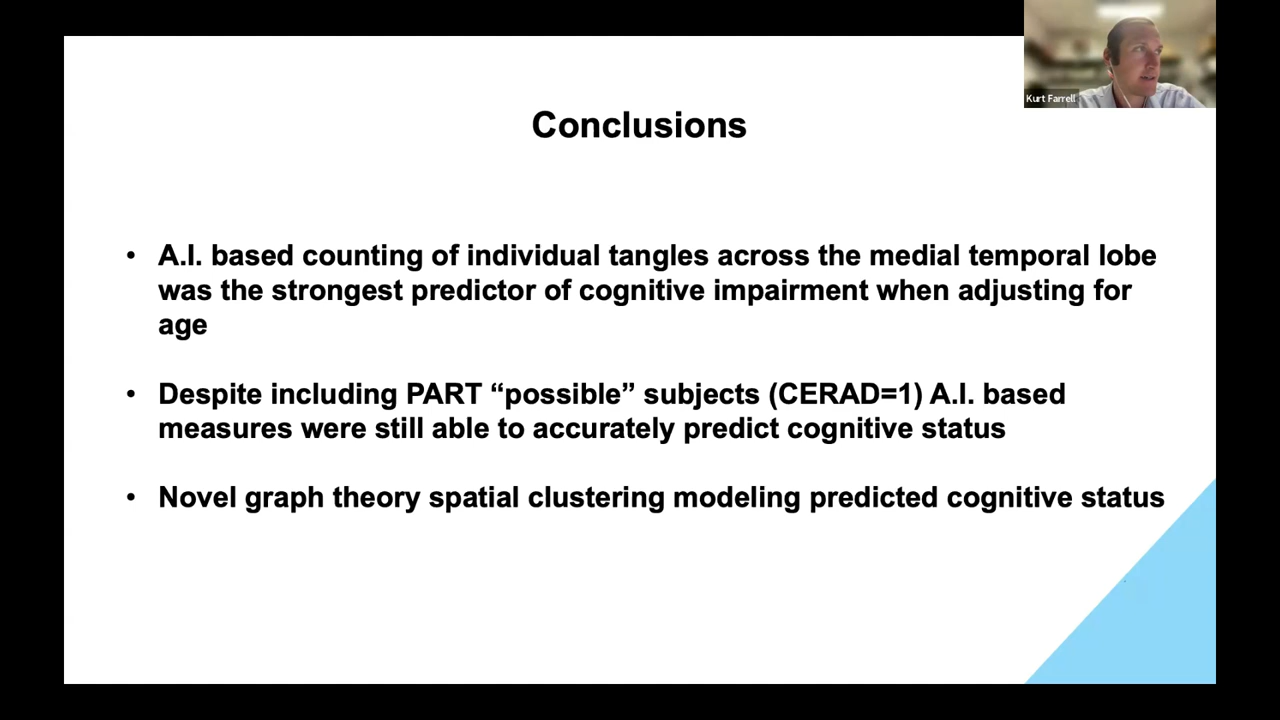 Kurt Farrell
Conclusions
• A.I. based counting of individual tangles across the medial temporal lobe
was the strongest predictor of cognitive impairment when adjusting for
age
• Despite including PART “possible” subjects (CERAD=1) A.I. based
measures were still able to accurately predict cognitive status
• Novel graph theory spatial clustering modeling predicted cognitive status